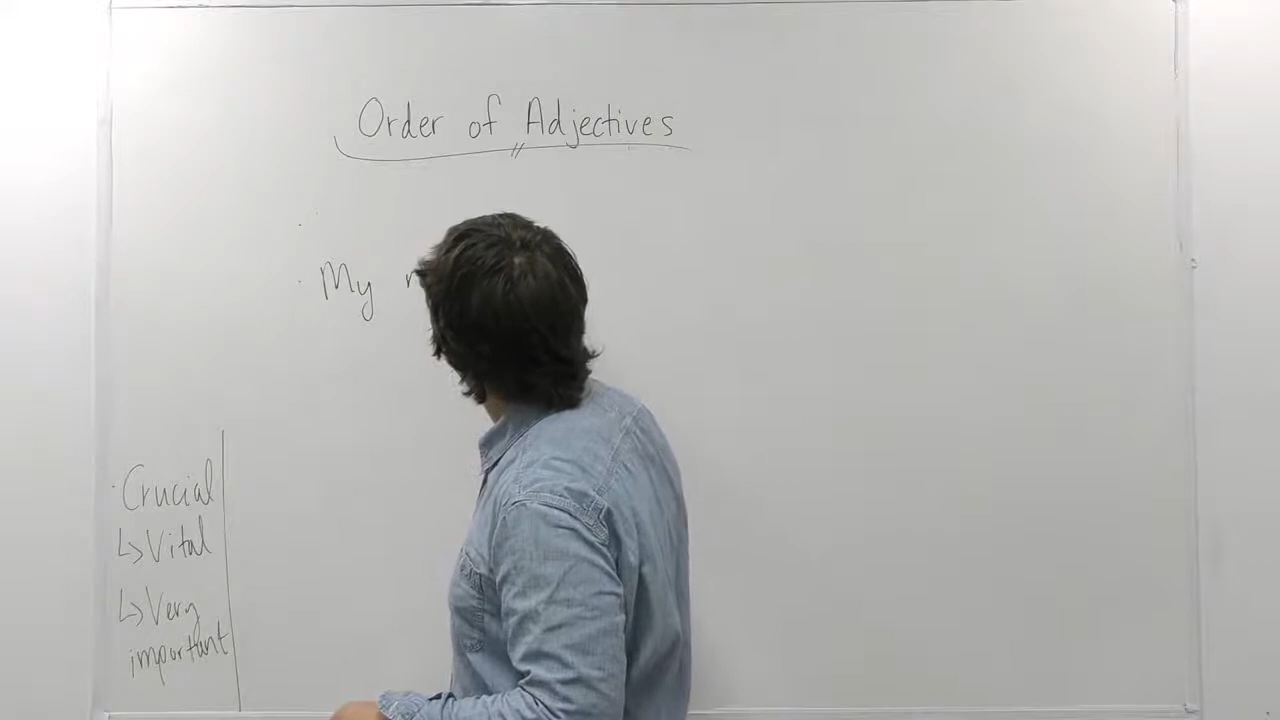 Order of Adjectives
· My
· Crucial
↳ Vital
↳ Very
important